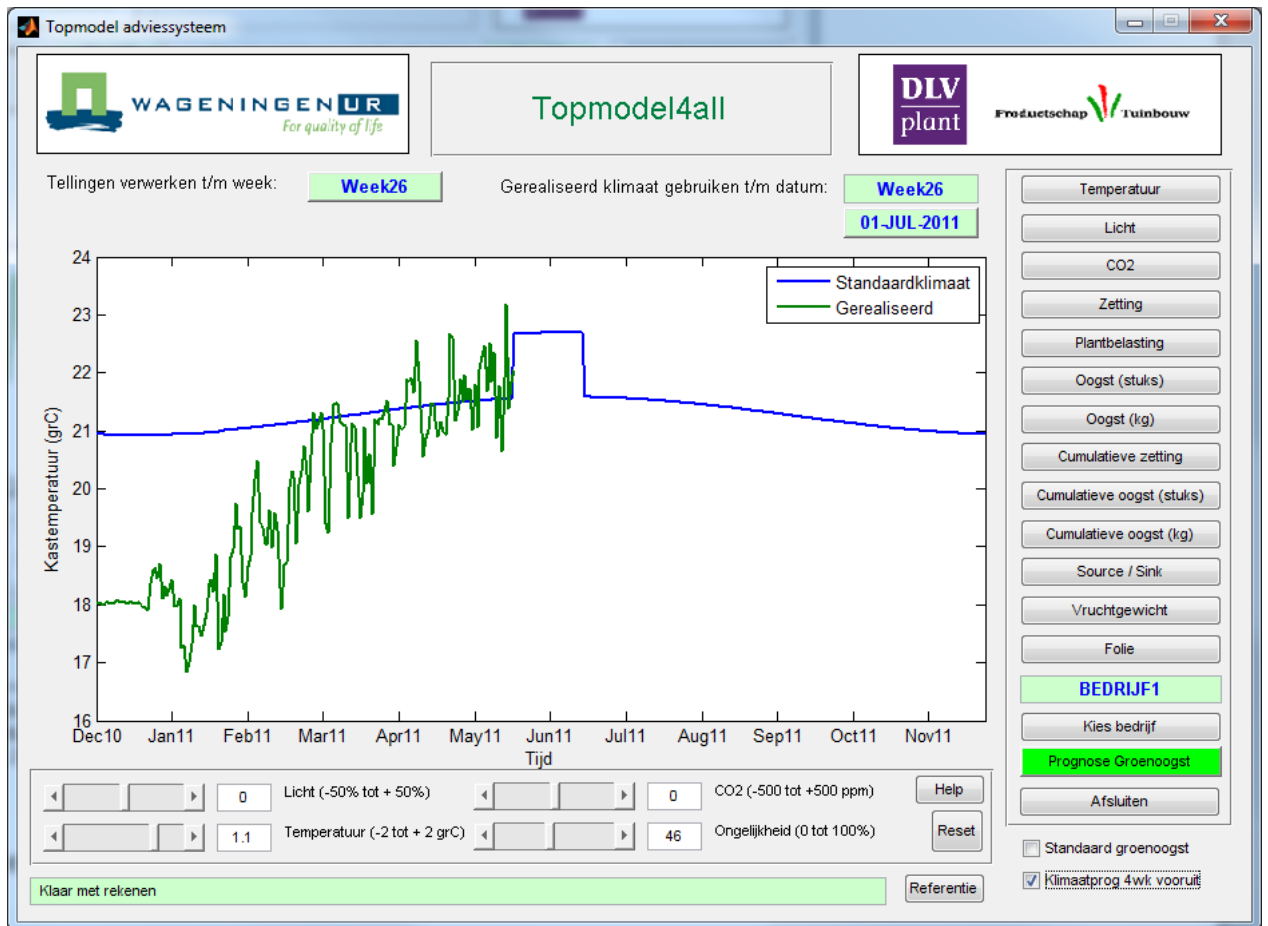 Topmodel adviessysteem
WAGENINGEN UR
For quality of life
Topmodel4all
DLV
plant
Productschap Tuinbouw
Tellingen verwerken t/m week:
Week26
Gerealiseerd klimaat gebruiken t/m datum:
Week26
01-JUL-2011
24
23
22
21
20
19
18
17
16
Kastemperatuur (grC)
Standaardklimaat
Gerealiseerd
Dec10 Jan11 Feb11 Mar11 Apr11 May11 Jun11 Jul11 Aug11 Sep11 Oct11 Nov11
Tijd
Temperatuur
Licht
CO2
Zetting
Plantbelasting
Oogst (stuks)
Oogst (kg)
Cumulatieve zetting
Cumulatieve oogst (stuks)
Cumulatieve oogst (kg)
Source / Sink
Vruchtgewicht
Folie
BEDRIJF1
Kies bedrijf
Prognose Groenoogst
Afsluiten
0 Licht (-50% tot + 50%)
0 CO2 (-500 tot +500 ppm)
Help
1.1 Temperatuur (-2 tot + 2 grC)
46 Ongelijkheid (0 tot 100%)
Reset
Standaard groenoogst
Klimaatprog 4wk vooruit
Klaar met rekenen
Referentie